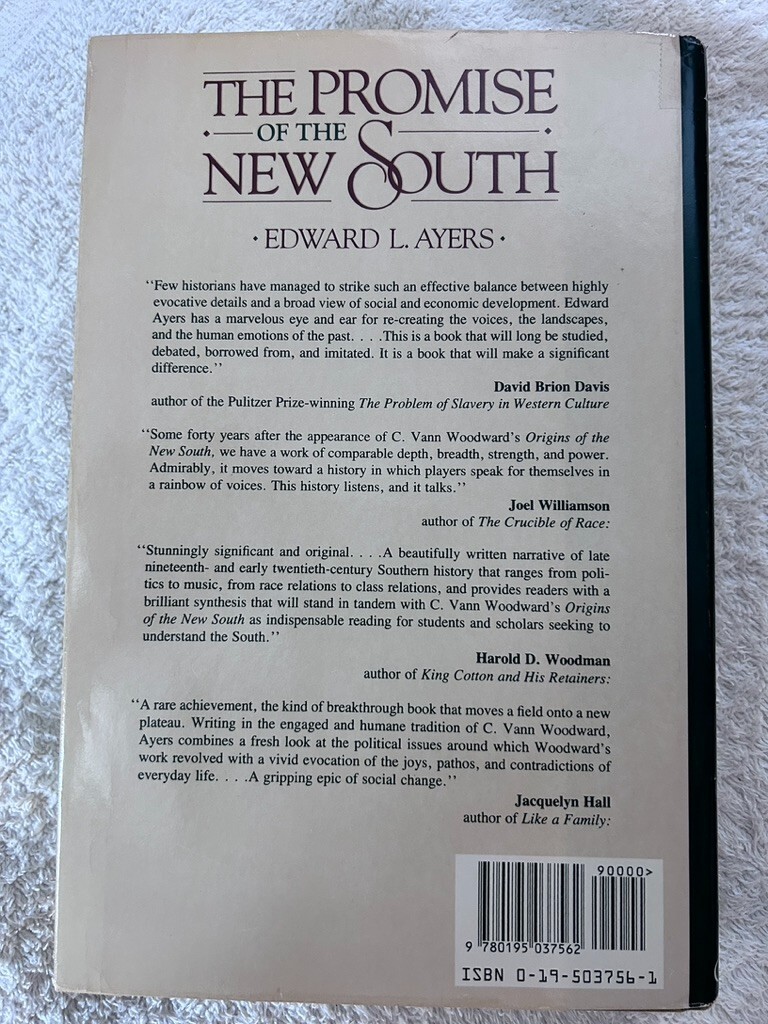 THE PROMISE
OF THE
NEW SOUTH
· EDWARD L. AYERS ·
‘‘Few historians have managed to strike such an effective balance between highly
evocative details and a broad view of social and economic development. Edward
Ayers has a marvelous eye and ear for re-creating the voices, the landscapes,
and the human emotions of the past. . . .This is a book that will long be studied,
debated, borrowed from, and imitated. It is a book that will make a significant
difference.’’
David Brion Davis
author of the Pulitzer Prize-winning The Problem of Slavery in Western Culture
‘‘Some forty years after the appearance of C. Vann Woodward’s Origins of the
New South, we have a work of comparable depth, breadth, strength, and power.
Admirably, it moves toward a history in which players speak for themselves in
a rainbow of voices. This history listens, and it talks.’’
Joel Williamson
author of The Crucible of Race:
‘‘Stunningly significant and original. . . .A beautifully written narrative of late
nineteenth- and early twentieth-century Southern history that ranges from poli-
tics to music, from race relations to class relations, and provides readers with a
brilliant synthesis that will stand in tandem with C. Vann Woodward’s Origins
of the New South as indispensable reading for students and scholars seeking to
understand the South.’’
Harold D. Woodman
author of King Cotton and His Retainers:
‘‘A rare achievement, the kind of breakthrough book that moves a field onto a new
plateau. Writing in the engaged and humane tradition of C. Vann Woodward,
Ayers combines a fresh look at the political issues around which Woodward’s
work revolved with a vivid evocation of the joys, pathos, and contradictions of
everyday life. . . .A gripping epic of social change.’’
Jacquelyn Hall
author of Like a Family:
90000>
9 780195 037562
ISBN 0-19-503756-1